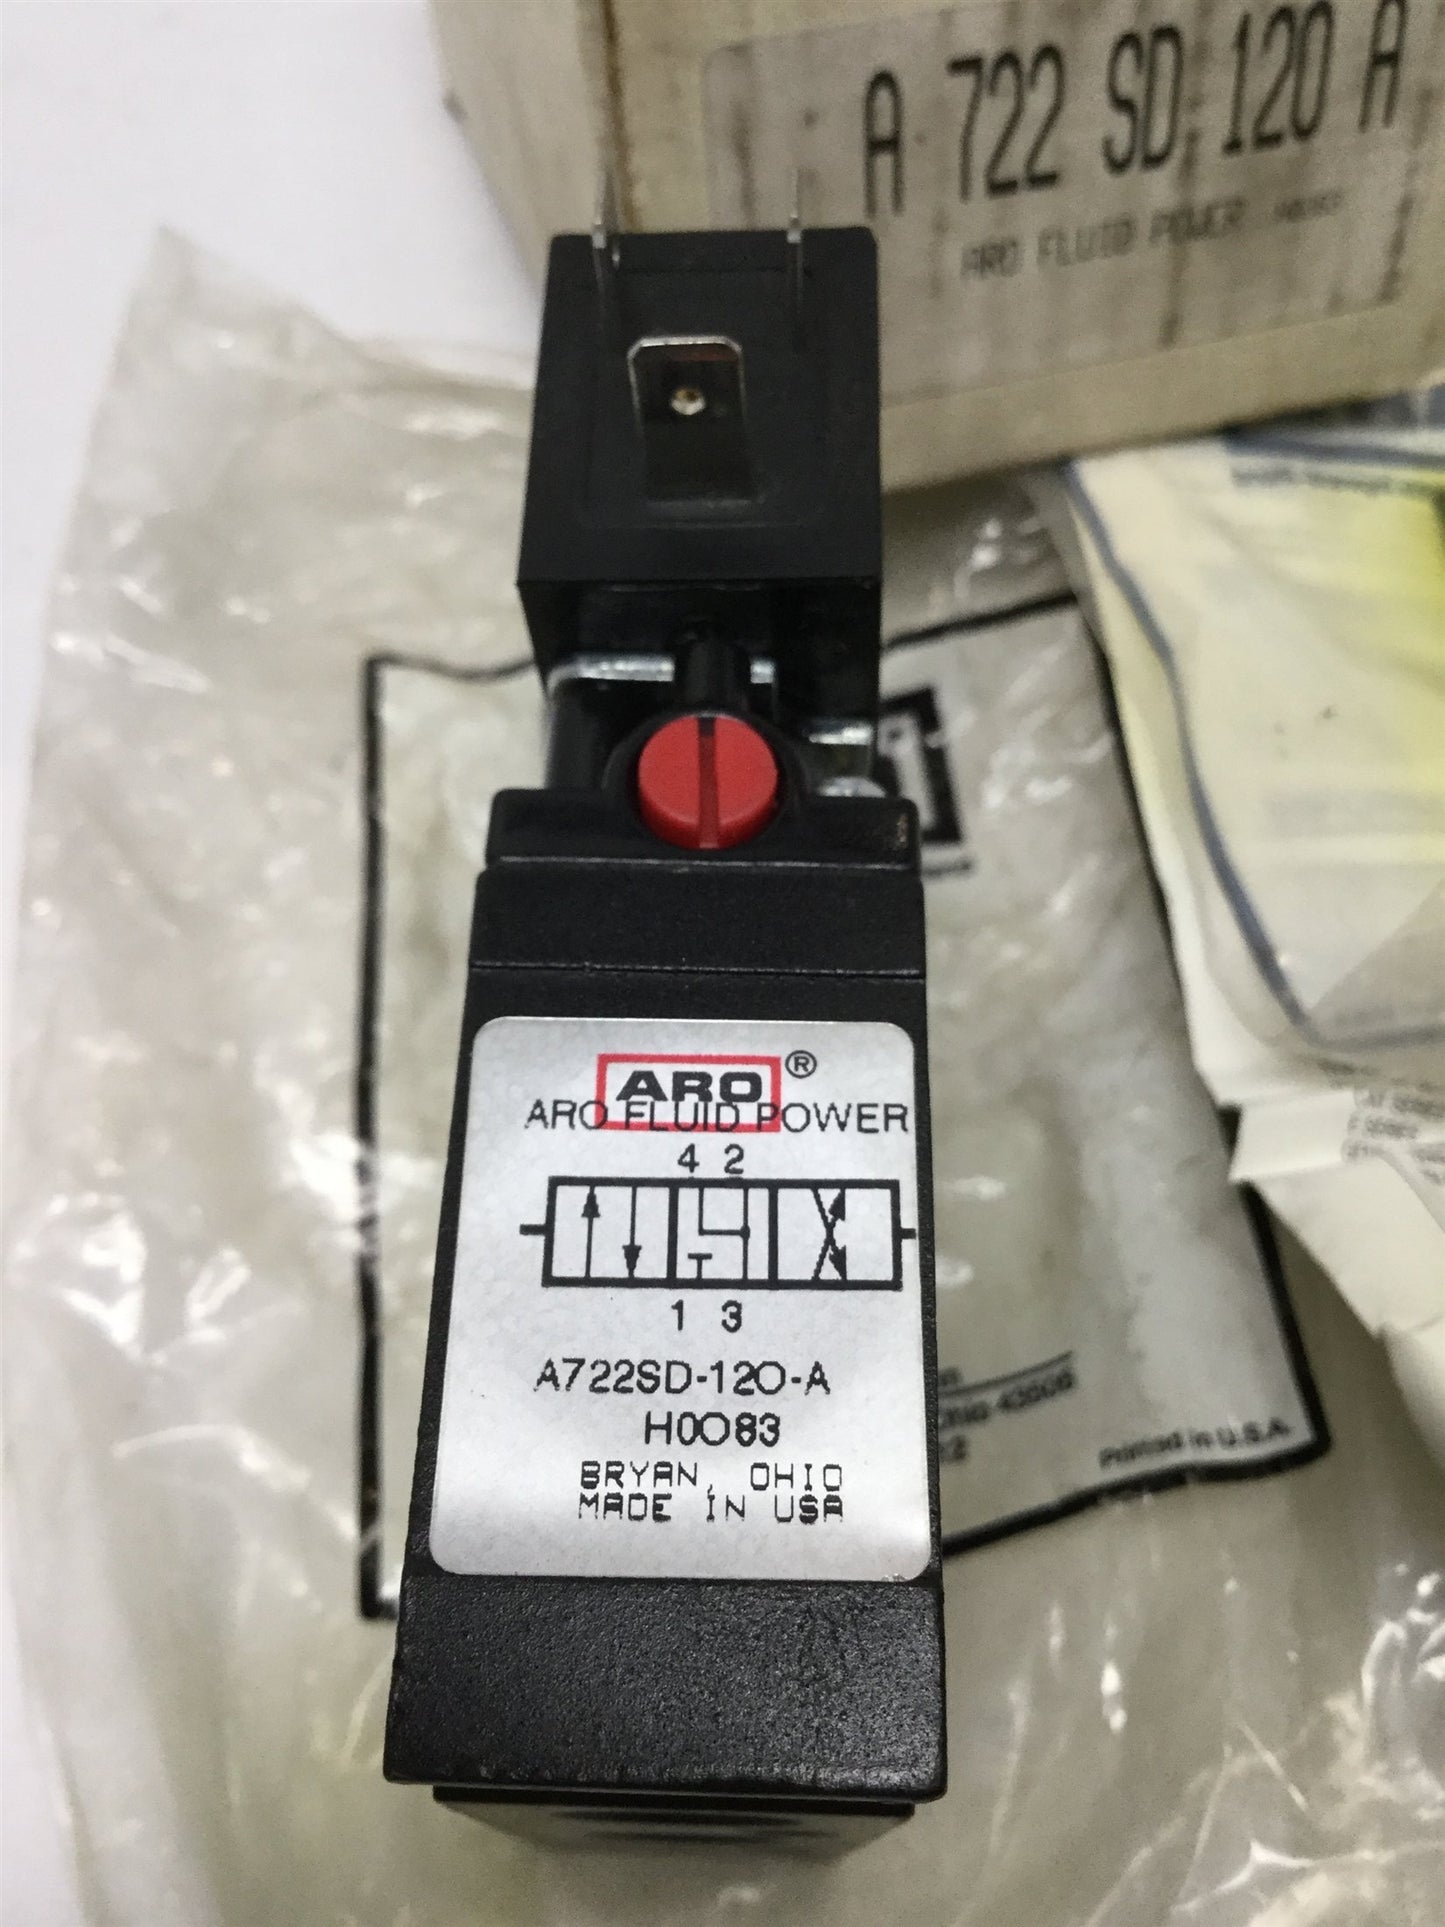 A 722 SD 120 A
ARO FLUID POWER
ARO®
ARO FLUID POWER
4 2
1 3
A722SD-120-A
H0083
BRYAN, OHIO
MADE IN USA
Printed in U.S.A.